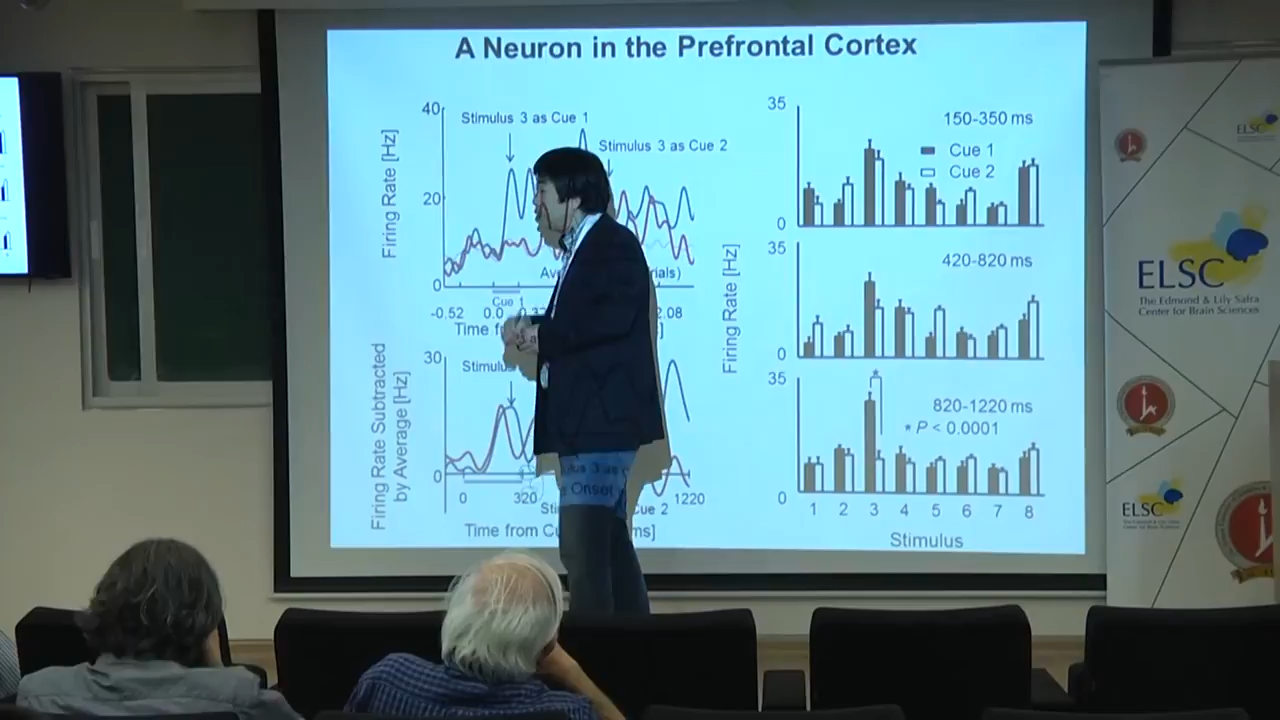 A Neuron in the Prefrontal Cortex
40
Stimulus 3 as Cue 1
Stimulus 3 as Cue 2
Firing Rate [Hz]
20
0
Cue 1
-0.52 0.0
2.08
30
Firing Rate Subtracted
by Average [Hz]
0
0 320
1220
Cue 2
Onset
Time from
35
150-350 ms
Cue 1
Cue 2
0
35
420-820 ms
Firing Rate [Hz]
0
35
*
820-1220 ms
* P < 0.0001
0
1 2 3 4 5 6 7 8
Stimulus
ELSC
ELSC
The Edmond & Lily Safra
Center for Brain Sciences
ELSC